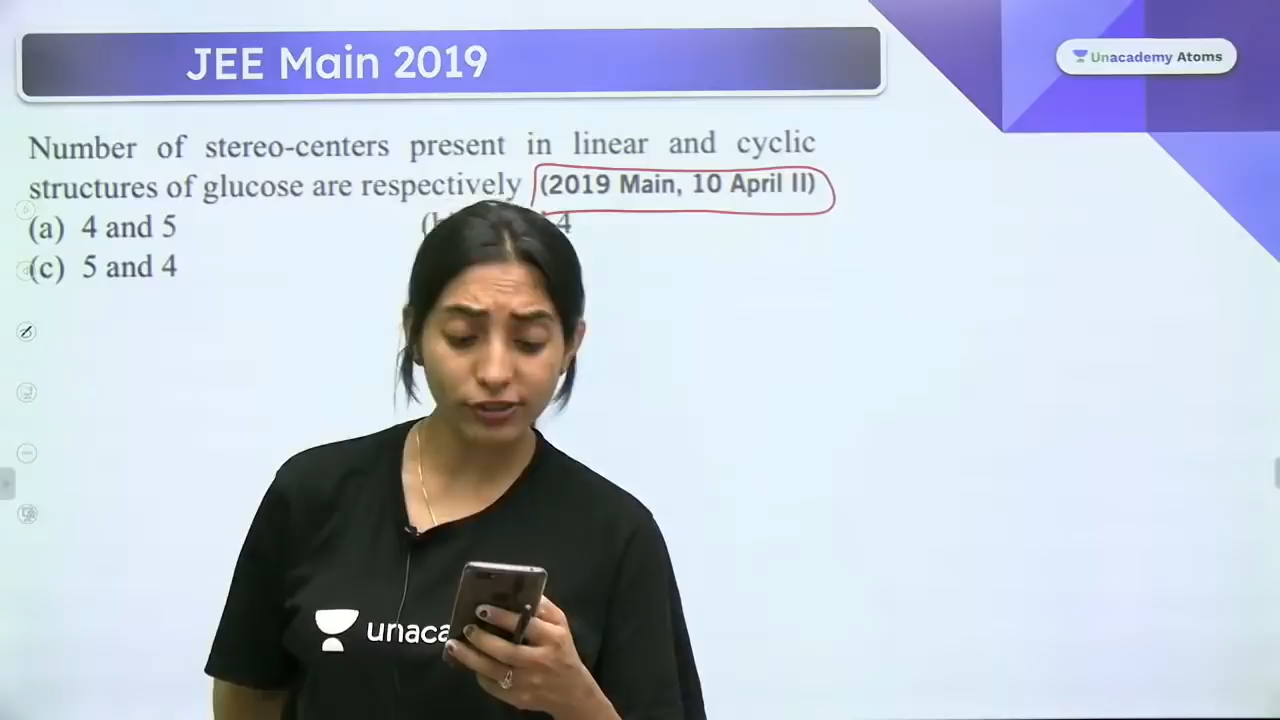 JEE Main 2019
Unacademy Atoms
Number of stereo-centers present in linear and cyclic
structures of glucose are respectively (2019 Main, 10 April II)
(a) 4 and 5
4
(c) 5 and 4
unaca